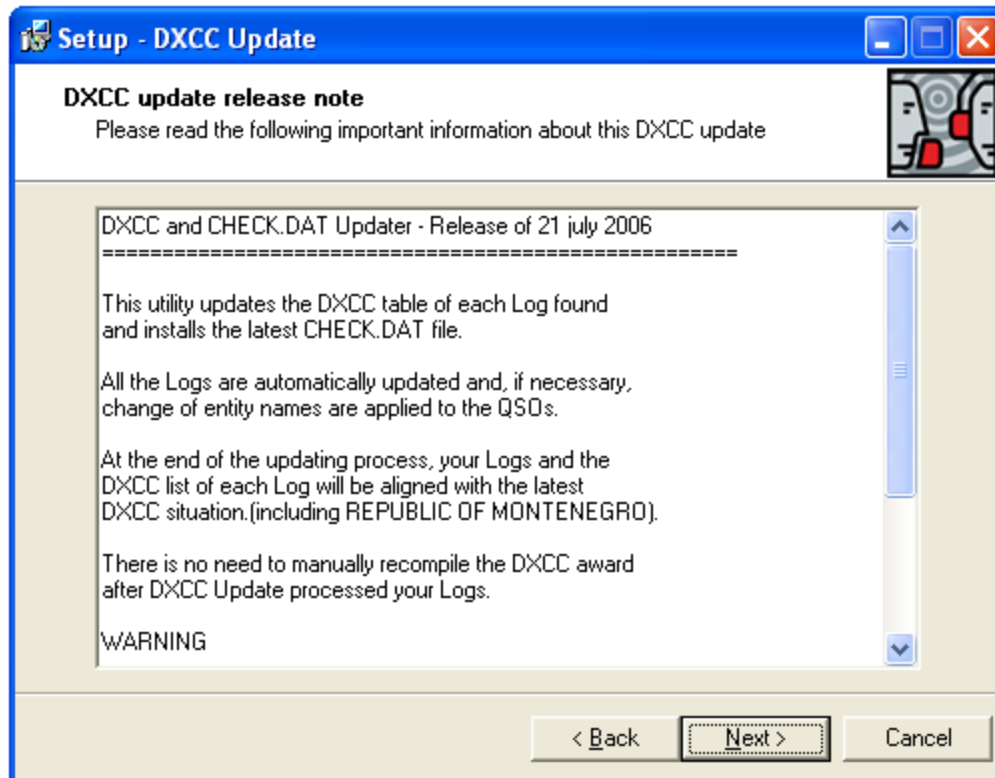 Setup - DXCC Update
DXCC update release note
Please read the following important information about this DXCC update
DXCC and CHECK.DAT Updater - Release of 21 july 2006
====================================================
This utility updates the DXCC table of each Log found
and installs the latest CHECK.DAT file.
All the Logs are automatically updated and, if necessary,
change of entity names are applied to the QSOs.
At the end of the updating process, your Logs and the
DXCC list of each Log will be aligned with the latest
DXCC situation.(including REPUBLIC OF MONTENEGRO).
There is no need to manually recompile the DXCC award
after DXCC Update processed your Logs.
WARNING
< Back Next > Cancel